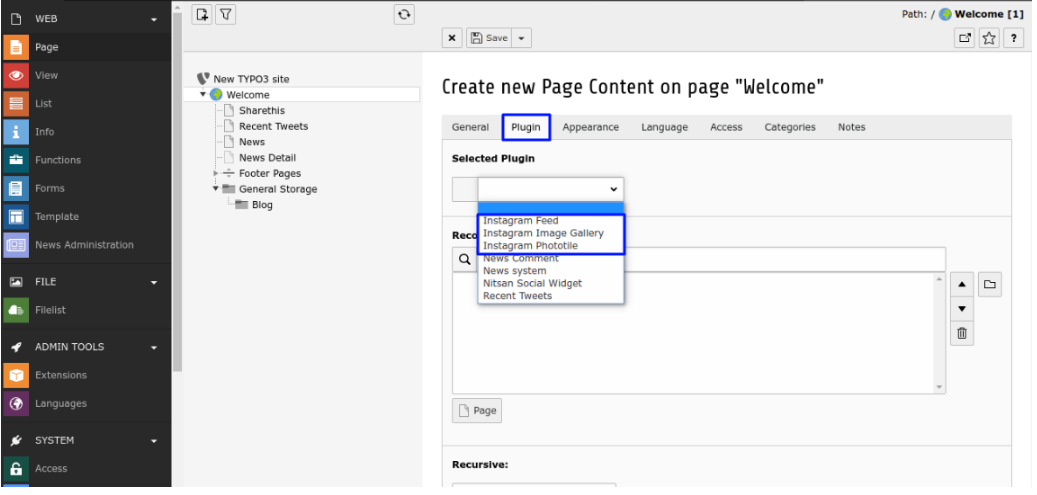 WEB
Page
View
List
Info
Functions
Forms
Template
News Administration
FILE
Filelist
ADMIN TOOLS
Extensions
Languages
SYSTEM
Access
New TYPO3 site
Welcome
Sharethis
Recent Tweets
News
News Detail
Footer Pages
General Storage
Blog
Path: / Welcome [1]
Save
?
Create new Page Content on page "Welcome"
General Plugin Appearance Language Access Categories Notes
Selected Plugin
Instagram Feed
Instagram Image Gallery
Instagram Phototile
News Comment
News system
Nitsan Social Widget
Recent Tweets
Page
Recursive: